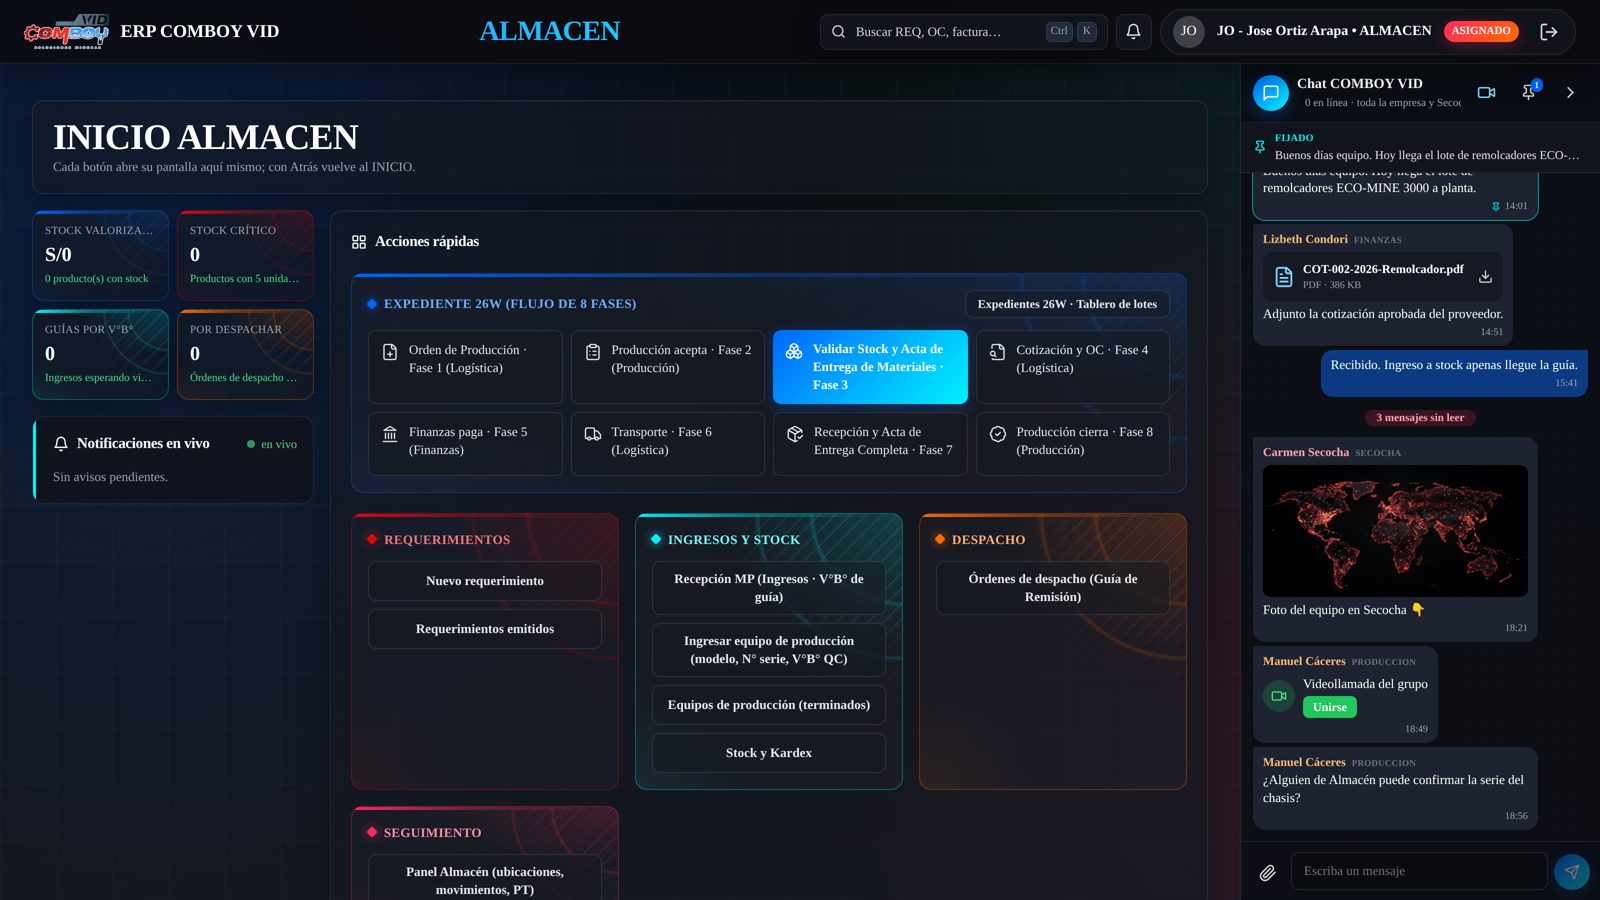 VID
COMBOY
ERP COMBOY VID
ALMACEN
Buscar REQ, OC, factura…
Ctrl
K
JO
JO - Jose Ortiz Arapa • ALMACEN
ASIGNADO
INICIO ALMACEN
Cada botón abre su pantalla aquí mismo; con Atrás vuelve al INICIO.
STOCK VALORIZA…
S/0
0 producto(s) con stock
STOCK CRÍTICO
0
Productos con 5 unida…
GUÍAS POR V°B°
0
Ingresos esperando vi…
POR DESPACHAR
0
Órdenes de despacho …
Notificaciones en vivo
en vivo
Sin avisos pendientes.
Acciones rápidas
EXPEDIENTE 26W (FLUJO DE 8 FASES)
Expedientes 26W · Tablero de lotes
Orden de Producción ·
Fase 1 (Logística)
Producción acepta · Fase 2
(Producción)
Validar Stock y Acta de
Entrega de Materiales ·
Fase 3
Cotización y OC · Fase 4
(Logística)
Finanzas paga · Fase 5
(Finanzas)
Transporte · Fase 6
(Logística)
Recepción y Acta de
Entrega Completa · Fase 7
Producción cierra · Fase 8
(Producción)
REQUERIMIENTOS
Nuevo requerimiento
Requerimientos emitidos
INGRESOS Y STOCK
Recepción MP (Ingresos · V°B° de
guía)
Ingresar equipo de producción
(modelo, N° serie, V°B° QC)
Equipos de producción (terminados)
Stock y Kardex
DESPACHO
Órdenes de despacho (Guía de
Remisión)
SEGUIMIENTO
Panel Almacén (ubicaciones,
movimientos, PT)
Chat COMBOY VID
0 en línea · toda la empresa y Secoc
1
FIJADO
Buenos días equipo. Hoy llega el lote de remolcadores ECO-…
Buenos días equipo. Hoy llega el lote de
remolcadores ECO-MINE 3000 a planta.
14:01
Lizbeth Condori FINANZAS
COT-002-2026-Remolcador.pdf
PDF · 386 KB
Adjunto la cotización aprobada del proveedor.
14:51
Recibido. Ingreso a stock apenas llegue la guía.
15:41
3 mensajes sin leer
Carmen Secocha SECOCHA
Foto del equipo en Secocha 👇
18:21
Manuel Cáceres PRODUCCION
Videollamada del grupo
Unirse
18:49
Manuel Cáceres PRODUCCION
¿Alguien de Almacén puede confirmar la serie del
chasis?
18:56
Escriba un mensaje